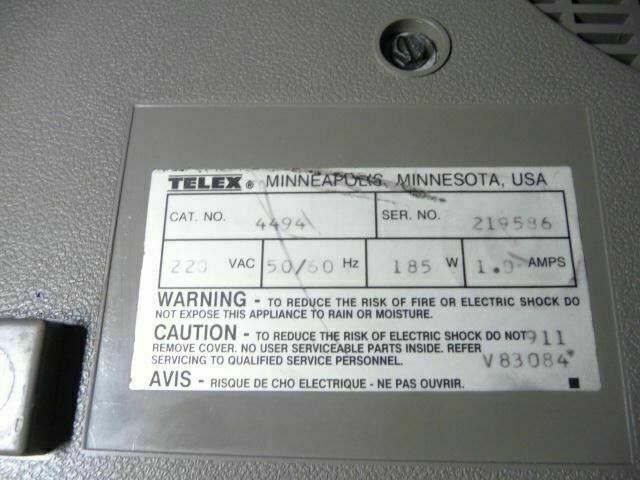 TELEX® MINNEAPOLIS, MINNESOTA, USA
CAT. NO. 4494 SER. NO. 219586
220 VAC 50/60 Hz 185 W 1.0 AMPS
WARNING - TO REDUCE THE RISK OF FIRE OR ELECTRIC SHOCK DO
NOT EXPOSE THIS APPLIANCE TO RAIN OR MOISTURE.
CAUTION - TO REDUCE THE RISK OF ELECTRIC SHOCK DO NOT 911
REMOVE COVER. NO USER SERVICEABLE PARTS INSIDE. REFER
SERVICING TO QUALIFIED SERVICE PERSONNEL. V83084
AVIS - RISQUE DE CHO ELECTRIQUE - NE PAS OUVRIR.